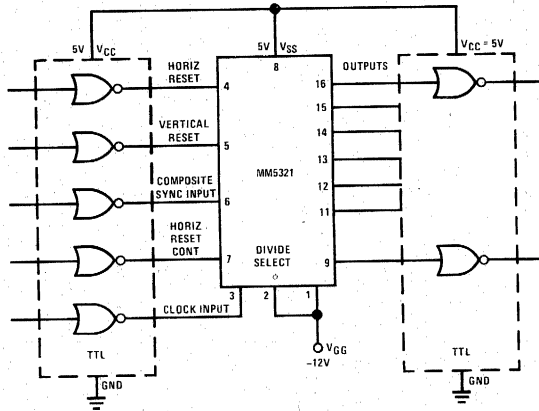 5V VCC
5V VSS
8
VCC = 5V
HORIZ
RESET
4
OUTPUTS
16
15
VERTICAL
RESET
5
14
MM5321
13
COMPOSITE
SYNC INPUT
6
12
11
HORIZ
RESET
CONT
7
DIVIDE
SELECT
9
3
2
1
CLOCK INPUT
VGG
-12V
TTL
TTL
GND
GND